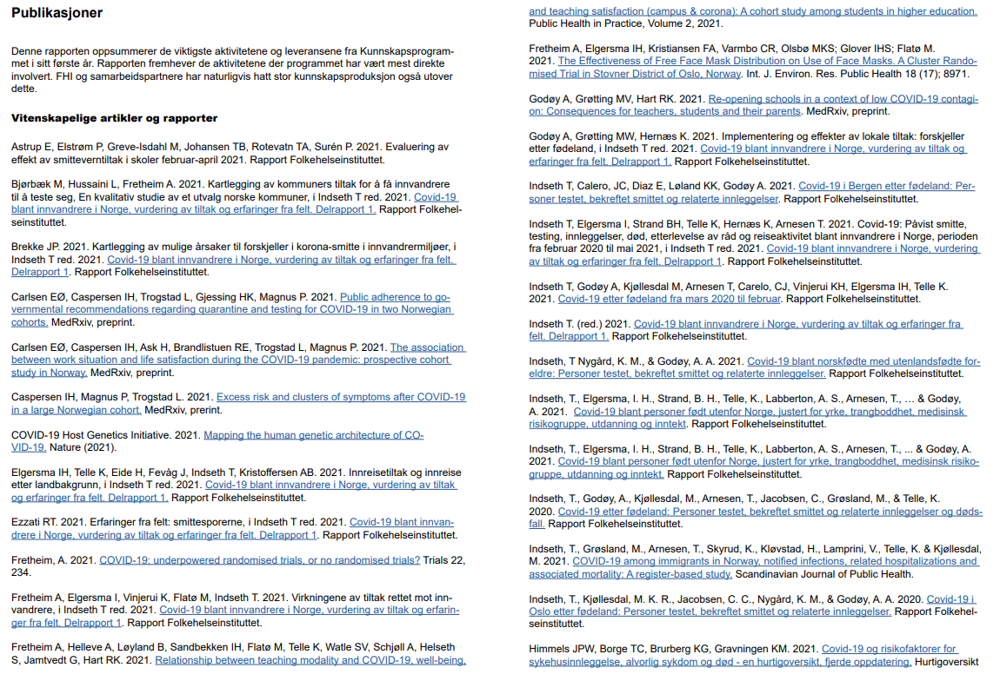 Publikasjoner
Denne rapporten oppsummerer de viktigste aktivitetene og leveransene fra Kunnskapsprogram-
met i sitt første år. Rapporten fremhever de aktivitetene der programmet har vært mest direkte
involvert. FHI og samarbeidspartnere har naturligvis hatt stor kunnskapsproduksjon også utover
dette.
Vitenskapelige artikler og rapporter
Astrup E, Elstrøm P, Greve-Isdahl M, Johansen TB, Rotevatn TA, Surén P. 2021. Evaluering av
effekt av smitteverntiltak i skoler februar-april 2021. Rapport Folkehelseinstituttet.
Bjørbæk M, Hussaini L, Fretheim A. 2021. Kartlegging av kommuners tiltak for å få innvandrere
til å teste seg, En kvalitativ studie av et utvalg norske kommuner, i Indseth T red. 2021. Covid-19
blant innvandrere i Norge, vurdering av tiltak og erfaringer fra felt. Delrapport 1. Rapport Folkehel-
seinstituttet.
Brekke JP. 2021. Kartlegging av mulige årsaker til forskjeller i korona-smitte i innvandrermiljøer, i
Indseth T red. 2021. Covid-19 blant innvandrere i Norge, vurdering av tiltak og erfaringer fra felt.
Delrapport 1. Rapport Folkehelseinstituttet.
Carlsen EØ, Caspersen IH, Trogstad L, Gjessing HK, Magnus P. 2021. Public adherence to go-
vernmental recommendations regarding quarantine and testing for COVID-19 in two Norwegian
cohorts. MedRxiv, preprint.
Carlsen EØ, Caspersen IH, Ask H, Brandlistuen RE, Trogstad L, Magnus P. 2021. The association
between work situation and life satisfaction during the COVID-19 pandemic: prospective cohort
study in Norway. MedRxiv, preprint.
Caspersen IH, Magnus P, Trogstad L. 2021. Excess risk and clusters of symptoms after COVID-19
in a large Norwegian cohort. MedRxiv, prerint.
COVID-19 Host Genetics Initiative. 2021. Mapping the human genetic architecture of CO-
VID-19. Nature (2021).
Elgersma IH, Telle K, Eide H, Fevåg J, Indseth T, Kristoffersen AB. 2021. Innreisetiltak og innreise
etter landbakgrunn, i Indseth T red. 2021. Covid-19 blant innvandrere i Norge, vurdering av tiltak
og erfaringer fra felt. Delrapport 1. Rapport Folkehelseinstituttet.
Ezzati RT. 2021. Erfaringer fra felt: smittesporerne, i Indseth T red. 2021. Covid-19 blant innvan-
drere i Norge, vurdering av tiltak og erfaringer fra felt. Delrapport 1. Rapport Folkehelseinstituttet.
Fretheim, A. 2021. COVID-19: underpowered randomised trials, or no randomised trials? Trials 22,
234.
Fretheim A, Elgersma I, Vinjerui K, Flatø M, Indseth T. 2021. Virkningene av tiltak rettet mot inn-
vandrere, i Indseth T red. 2021. Covid-19 blant innvandrere i Norge, vurdering av tiltak og erfarin-
ger fra felt. Delrapport 1. Rapport Folkehelseinstituttet.
Fretheim A, Helleve A, Løyland B, Sandbekken IH, Flatø M, Telle K, Watle SV, Schjøll A, Helseth
S, Jamtvedt G, Hart RK. 2021. Relationship between teaching modality and COVID-19, well-being,
and teaching satisfaction (campus & corona): A cohort study among students in higher education.
Public Health in Practice, Volume 2, 2021.
Fretheim A, Elgersma IH, Kristiansen FA, Varmbo CR, Olsbø MKS; Glover IHS; Flatø M.
2021. The Effectiveness of Free Face Mask Distribution on Use of Face Masks. A Cluster Rando-
mised Trial in Stovner District of Oslo, Norway. Int. J. Environ. Res. Public Health 18 (17); 8971.
Godøy A, Grøtting MV, Hart RK. 2021. Re-opening schools in a context of low COVID-19 contagi-
on: Consequences for teachers, students and their parents. MedRxiv, preprint.
Godøy A, Grøtting MW, Hernæs K. 2021. Implementering og effekter av lokale tiltak: forskjeller
etter fødeland, i Indseth T red. 2021. Covid-19 blant innvandrere i Norge, vurdering av tiltak og
erfaringer fra felt. Delrapport 1. Rapport Folkehelseinstituttet.
Indseth T, Calero, JC, Diaz E, Løland KK, Godøy A. 2021. Covid-19 i Bergen etter fødeland: Per-
soner testet, bekreftet smittet og relaterte innleggelser. Rapport Folkehelseinstituttet.
Indseth T, Elgersma I, Strand BH, Telle K, Hernæs K, Arnesen T. 2021. Covid-19: Påvist smitte,
testing, innleggelser, død, etterlevelse av råd og reiseaktivitet blant innvandrere i Norge, perioden
fra februar 2020 til mai 2021, i Indseth T red. 2021. Covid-19 blant innvandrere i Norge, vurdering
av tiltak og erfaringer fra felt. Delrapport 1. Rapport Folkehelseinstituttet.
Indseth T, Godøy A, Kjøllesdal M, Arnesen T, Carelo, CJ, Vinjerui KH, Elgersma IH, Telle K.
2021. Covid-19 etter fødeland fra mars 2020 til februar. Rapport Folkehelseinstituttet.
Indseth T. (red.) 2021. Covid-19 blant innvandrere i Norge, vurdering av tiltak og erfaringer fra
felt. Delrapport 1. Rapport Folkehelseinstituttet.
Indseth, T Nygård, K. M., & Godøy, A. A. 2021. Covid-19 blant norskfødte med utenlandsfødte for-
eldre: Personer testet, bekreftet smittet og relaterte innleggelser. Rapport Folkehelseinstituttet.
Indseth, T., Elgersma, I. H., Strand, B. H., Telle, K., Labberton, A. S., Arnesen, T., … & Godøy,
A. 2021. Covid-19 blant personer født utenfor Norge, justert for yrke, trangboddhet, medisinsk
risikogruppe, utdanning og inntekt. Rapport Folkehelseinstituttet.
Indseth, T., Elgersma, I. H., Strand, B. H., Telle, K., Labberton, A. S., Arnesen, T., ... & Godøy, A.
2021. Covid-19 blant personer født utenfor Norge, justert for yrke, trangboddhet, medisinsk risiko-
gruppe, utdanning og inntekt. Rapport Folkehelseinstituttet.
Indseth, T., Godøy, A., Kjøllesdal, M., Arnesen, T., Jacobsen, C., Grøsland, M., & Telle, K.
2020. Covid-19 etter fødeland: Personer testet, bekreftet smittet og relaterte innleggelser og døds-
fall. Rapport Folkehelseinstituttet.
Indseth, T., Grøsland, M., Arnesen, T., Skyrud, K., Kløvstad, H., Lamprini, V., Telle, K. & Kjøllesdal,
M. 2021. COVID-19 among immigrants in Norway, notified infections, related hospitalizations and
associated mortality: A register-based study. Scandinavian Journal of Public Health.
Indseth, T., Kjøllesdal, M. K. R., Jacobsen, C. C., Nygård, K. M., & Godøy, A. A. 2020. Covid-19 i
Oslo etter fødeland: Personer testet, bekreftet smittet og relaterte innleggelser. Rapport Folkehel-
seinstituttet.
Himmels JPW, Borge TC, Brurberg KG, Gravningen KM. 2021. Covid-19 og risikofaktorer for
sykehusinnleggelse, alvorlig sykdom og død - en hurtigoversikt, fjerde oppdatering. Hurtigoversikt